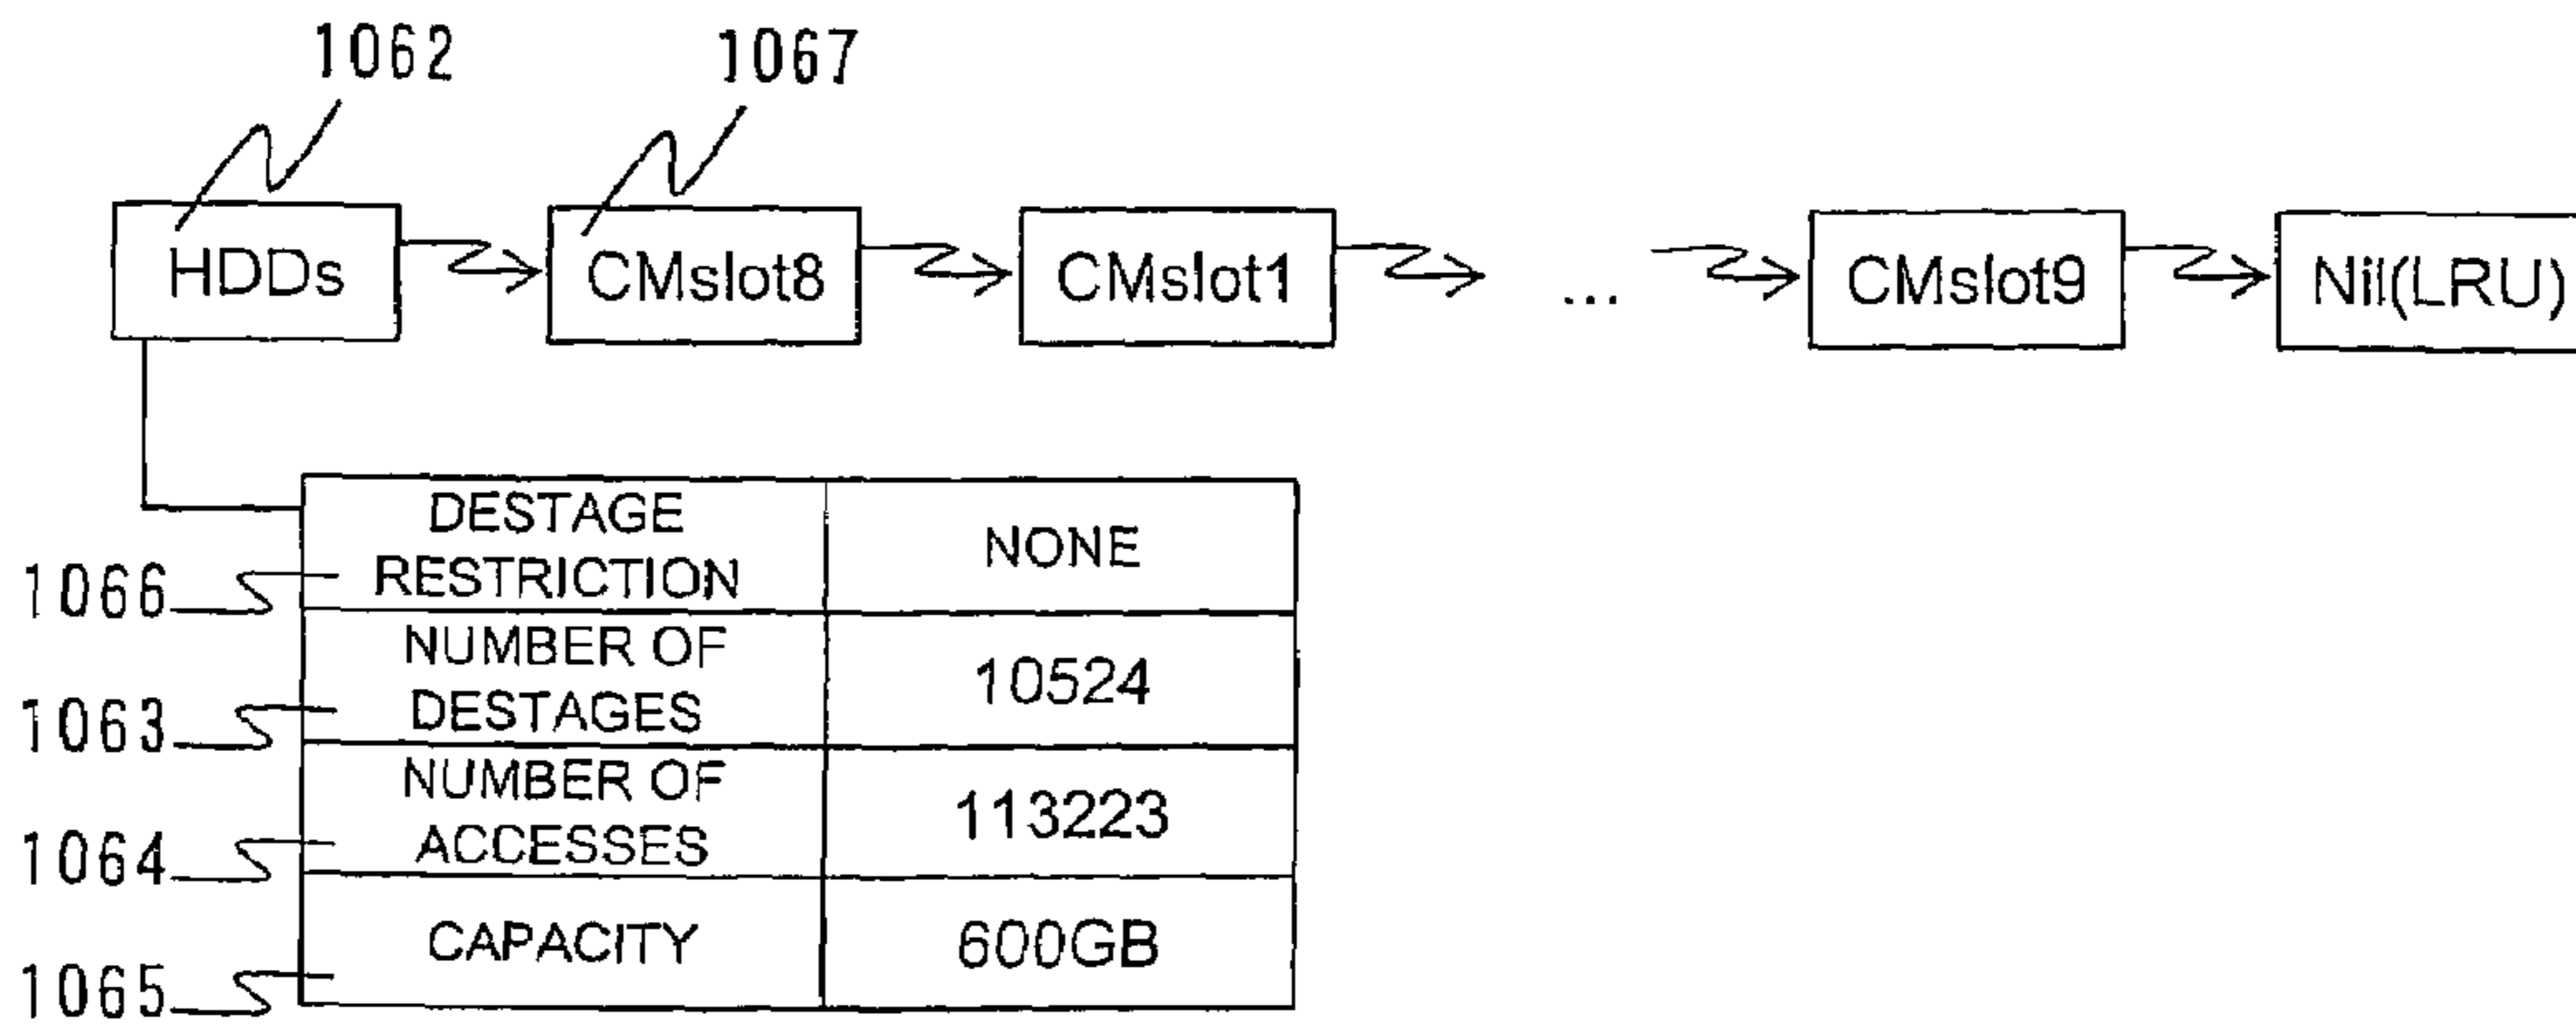 1062 1067
HDDs CMslot8 CMslot1 ... CMslot9 Nil(LRU)
DESTAGE
RESTRICTION NONE
1066
NUMBER OF
DESTAGES 10524
1063
NUMBER OF
ACCESSES 113223
1064
CAPACITY 600GB
1065